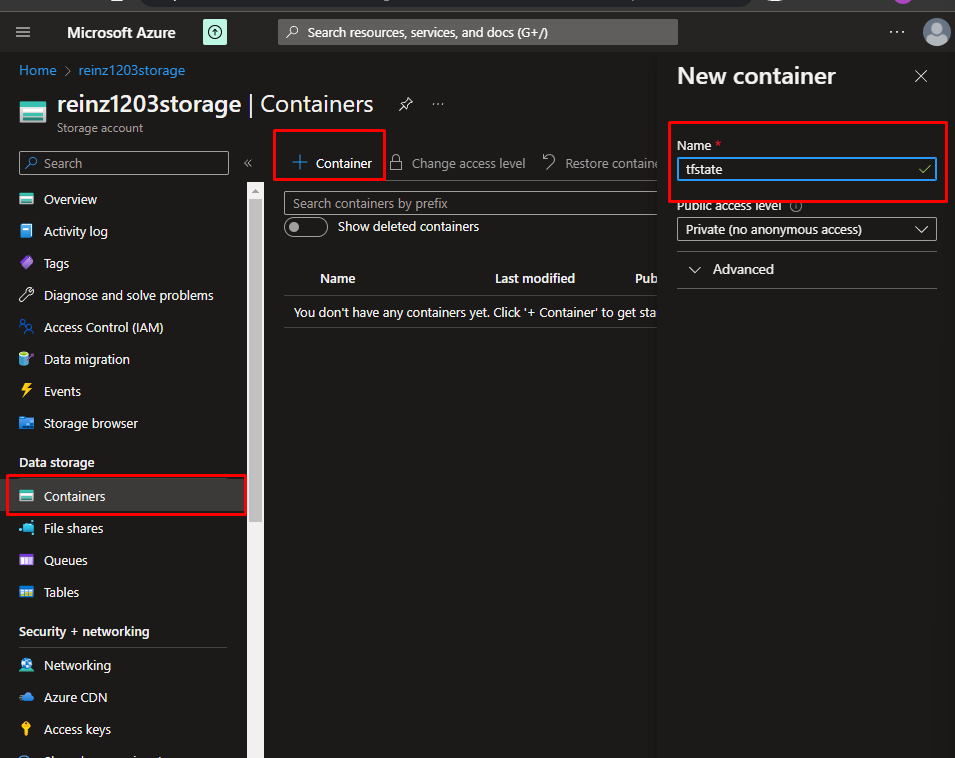 Microsoft Azure
Search resources, services, and docs (G+/)
Home > reinz1203storage
reinz1203storage | Containers
Storage account
Search
Overview
Activity log
Tags
Diagnose and solve problems
Access Control (IAM)
Data migration
Events
Storage browser
Data storage
Containers
File shares
Queues
Tables
Security + networking
Networking
Azure CDN
Access keys
+ Container
Change access level
Restore containe
Search containers by prefix
Show deleted containers
Name Last modified Pub
You don't have any containers yet. Click '+ Container' to get sta
New container
Name *
tfstate
Public access level
Private (no anonymous access)
Advanced